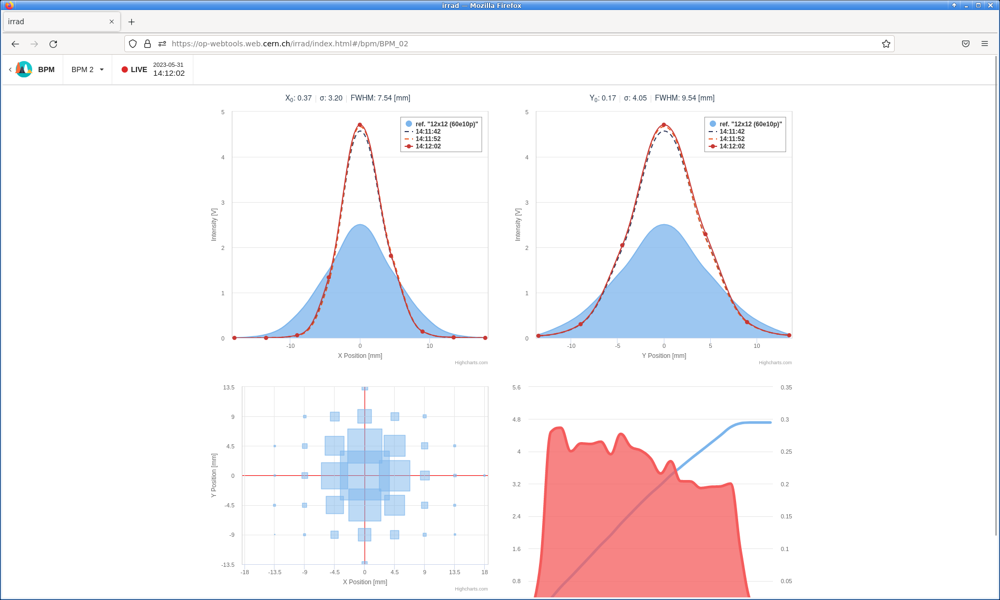 irrad — Mozilla Firefox
irrad
https://op-webtools.web.cern.ch/irrad/index.html#/bpm/BPM_02
BPM
BPM 2
LIVE
2023-05-31
14:12:02
X0: 0.37 | σ: 3.20 | FWHM: 7.54 [mm]
5
4
3
2
1
0
Intensity [V]
ref. "12x12 (60e10p)"
14:11:42
14:11:52
14:12:02
-10 0 10
X Position [mm]
Highcharts.com
Y0: 0.17 | σ: 4.05 | FWHM: 9.54 [mm]
5
4
3
2
1
0
Intensity [V]
ref. "12x12 (60e10p)"
14:11:42
14:11:52
14:12:02
-10 -5 0 5 10
Y Position [mm]
Highcharts.com
13.5
9
4.5
0
-4.5
-9
-13.5
Y Position [mm]
-18 -13.5 -9 -4.5 0 4.5 9 13.5 18
X Position [mm]
Highcharts.com
5.6 0.35
4.8 0.3
4 0.25
3.2 0.2
2.4 0.15
1.6 0.1
0.8 0.05